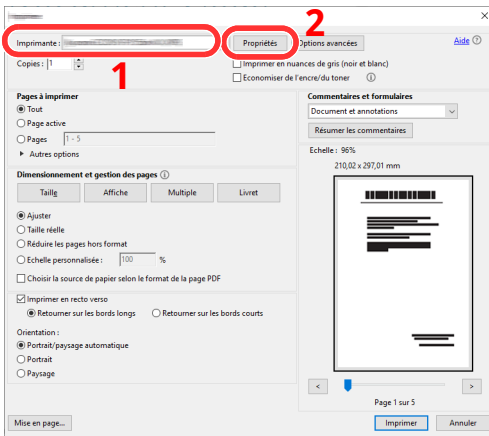 2
Imprimante :
Propriétés
Options avancées
Aide
1
Copies : 1
Imprimer en nuances de gris (noir et blanc)
Economiser de l'encre/du toner
Pages à imprimer
Tout
Page active
Pages 1 - 5
Autres options
Commentaires et formulaires
Document et annotations
Résumer les commentaires
Echelle : 96%
210,02 x 297,01 mm
Dimensionnement et gestion des pages
Taille
Affiche
Multiple
Livret
Ajuster
Taille réelle
Réduire les pages hors format
Echelle personnalisée : 100 %
Choisir la source de papier selon le format de la page PDF
Imprimer en recto verso
Retourner sur les bords longs
Retourner sur les bords courts
Orientation :
Portrait/paysage automatique
Portrait
Paysage
<
>
Page 1 sur 5
Mise en page...
Imprimer
Annuler